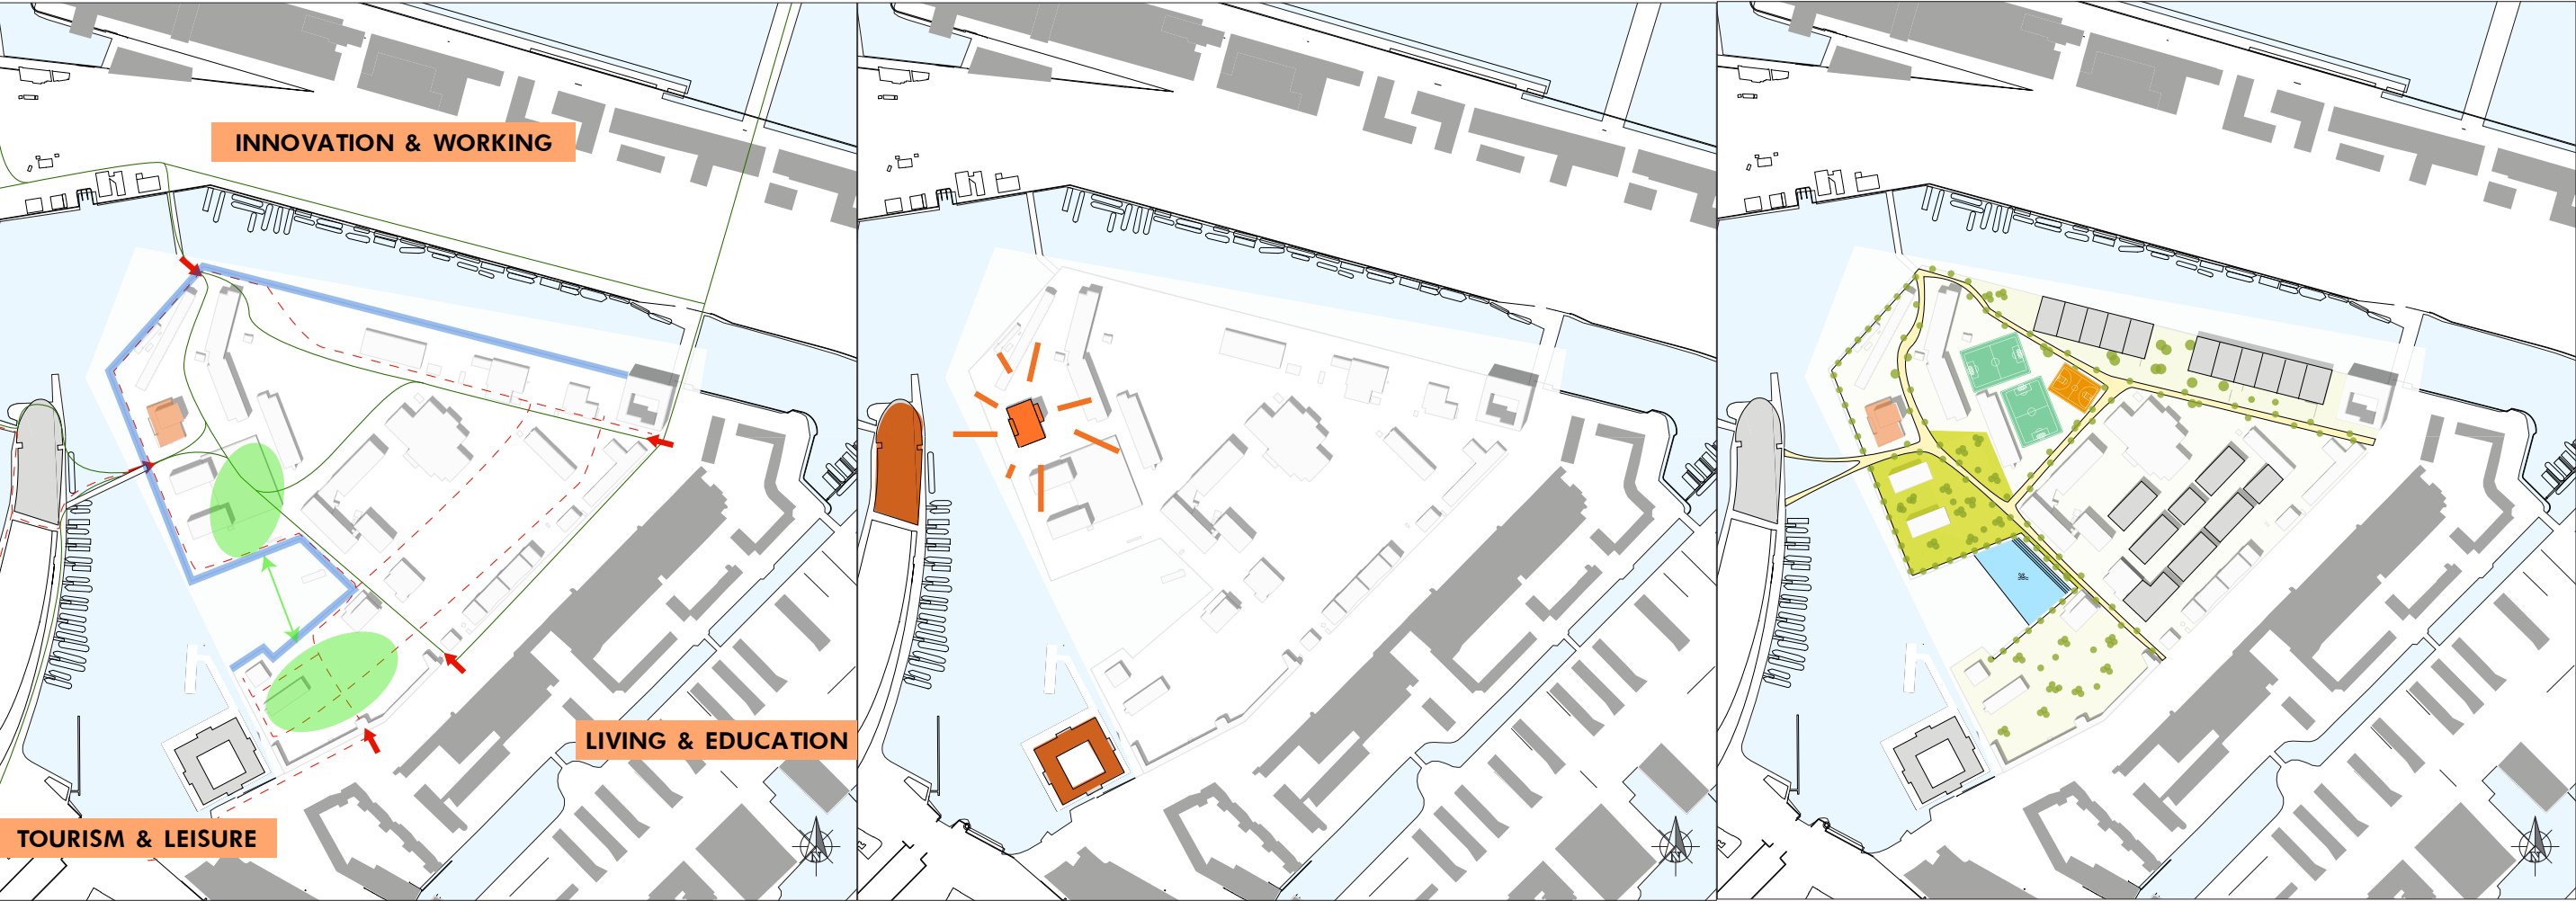 INNOVATION & WORKING
LIVING & EDUCATION
TOURISM & LEISURE
N
N
N